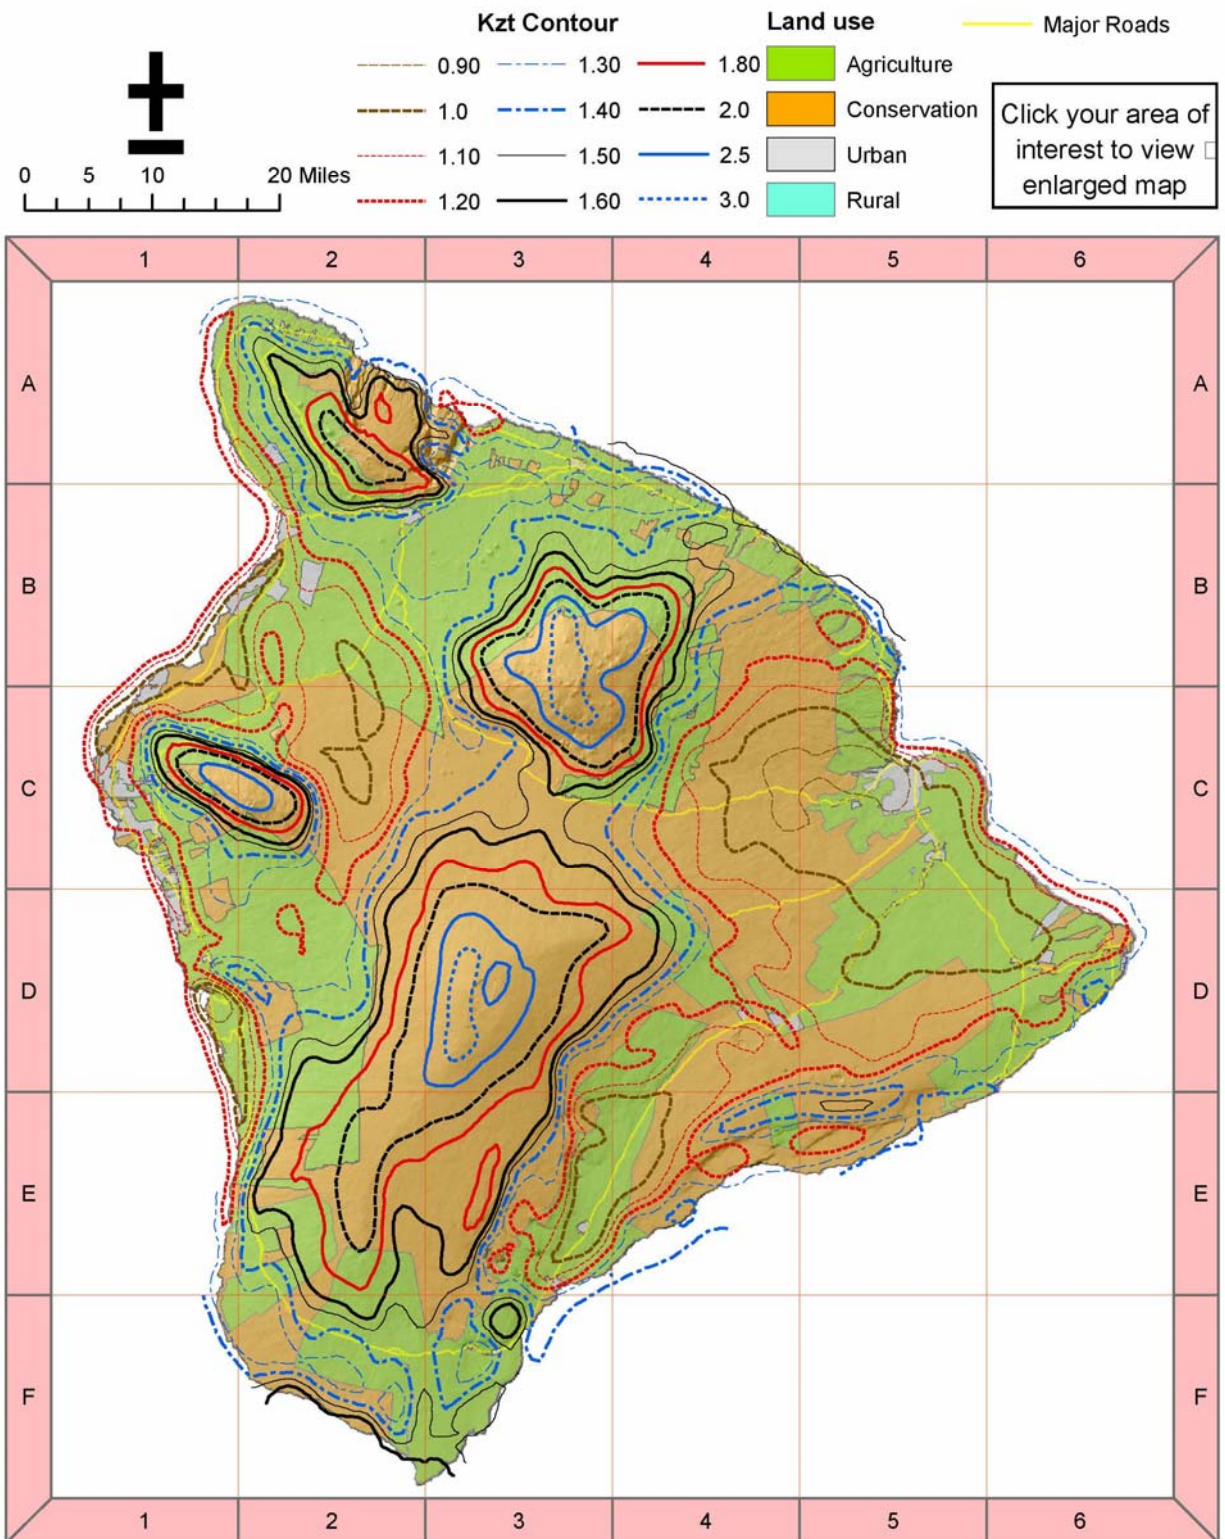 Kzt Contour
Land use
Major Roads
0.90
1.30
1.80
Agriculture
1.0
1.40
2.0
Conservation
1.10
1.50
2.5
Urban
1.20
1.60
3.0
Rural
Click your area of
interest to view
enlarged map
0 5 10 20 Miles
1 2 3 4 5 6
A A
B B
C C
D D
E E
F F
1 2 3 4 5 6